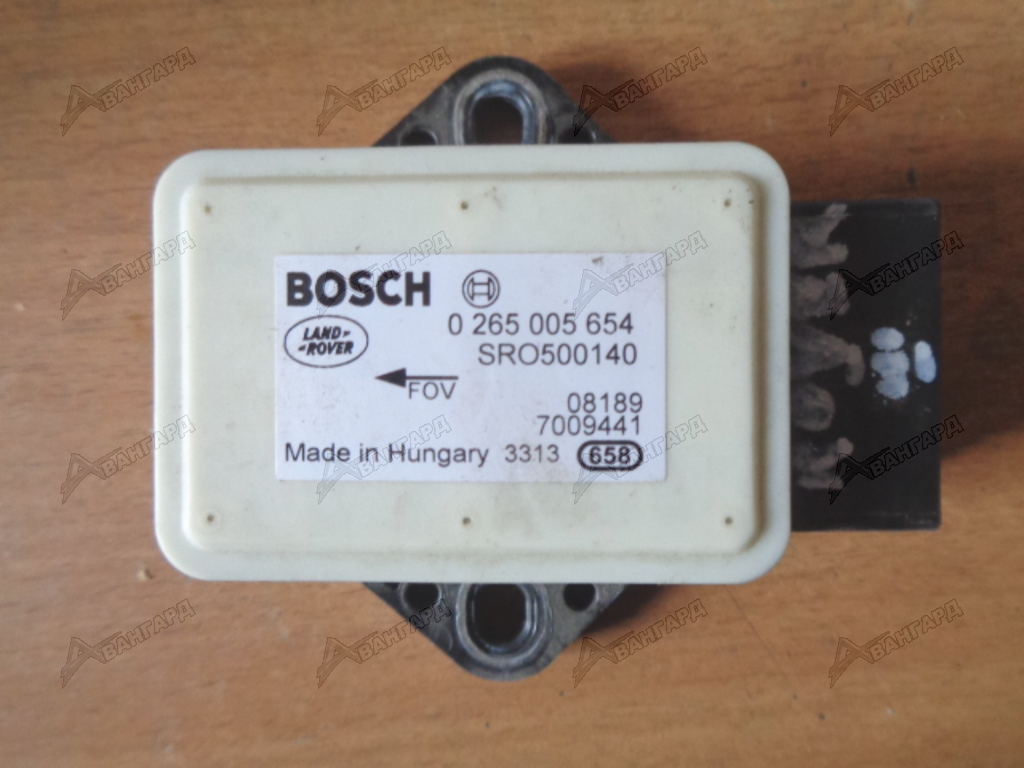 BOSCH
LAND-
-ROVER
0 265 005 654
SRO500140
FOV
08189
7009441
Made in Hungary 3313 658
АВАНГАРД